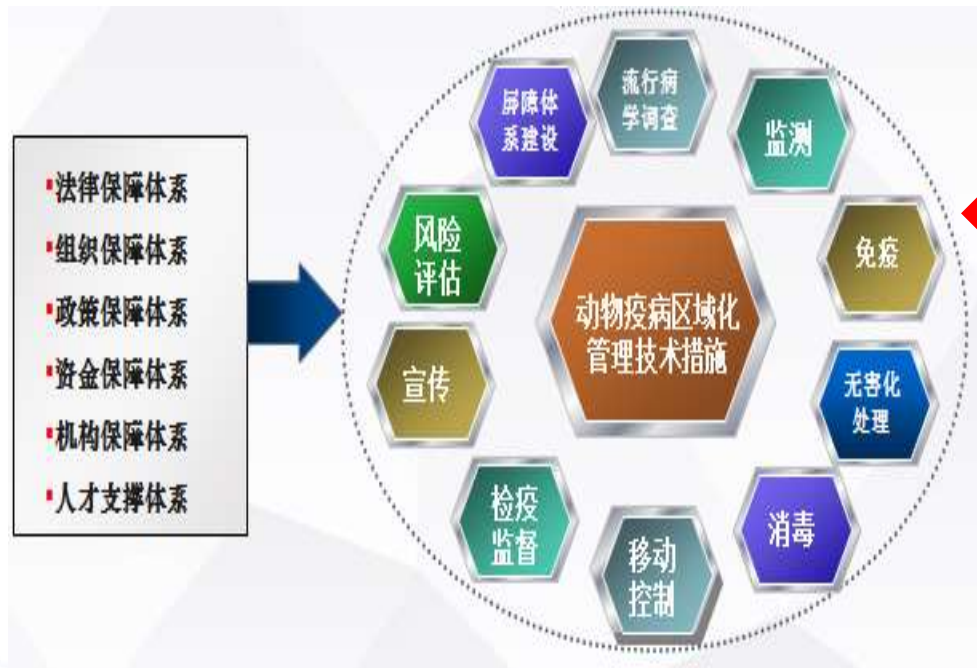 ▪法律保障体系
▪组织保障体系
▪政策保障体系
▪资金保障体系
▪机构保障体系
▪人才支撑体系
屏障体
系建设
流行病
学调查
监测
风险
评估
免疫
动物疫病区域化
管理技术措施
宣传
无害化
处理
检疫
监督
消毒
移动
控制